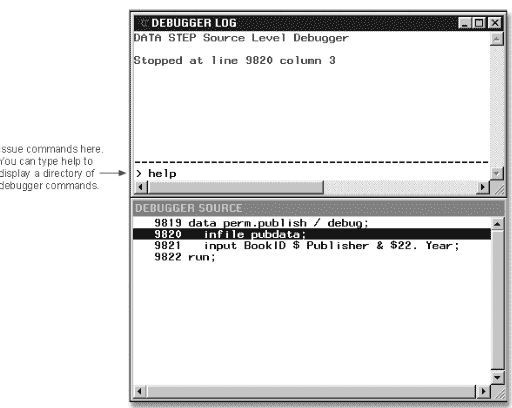 DEBUGGER LOG
DATA STEP Source Level Debugger
Stopped at line 9820 column 3
Issue commands here.
You can type help to
display a directory of
debugger commands.
> help
DEBUGGER SOURCE
9819 data perm.publish / debug;
9820 infile pubdata;
9821 input BookID $ Publisher & $22. Year;
9822 run;